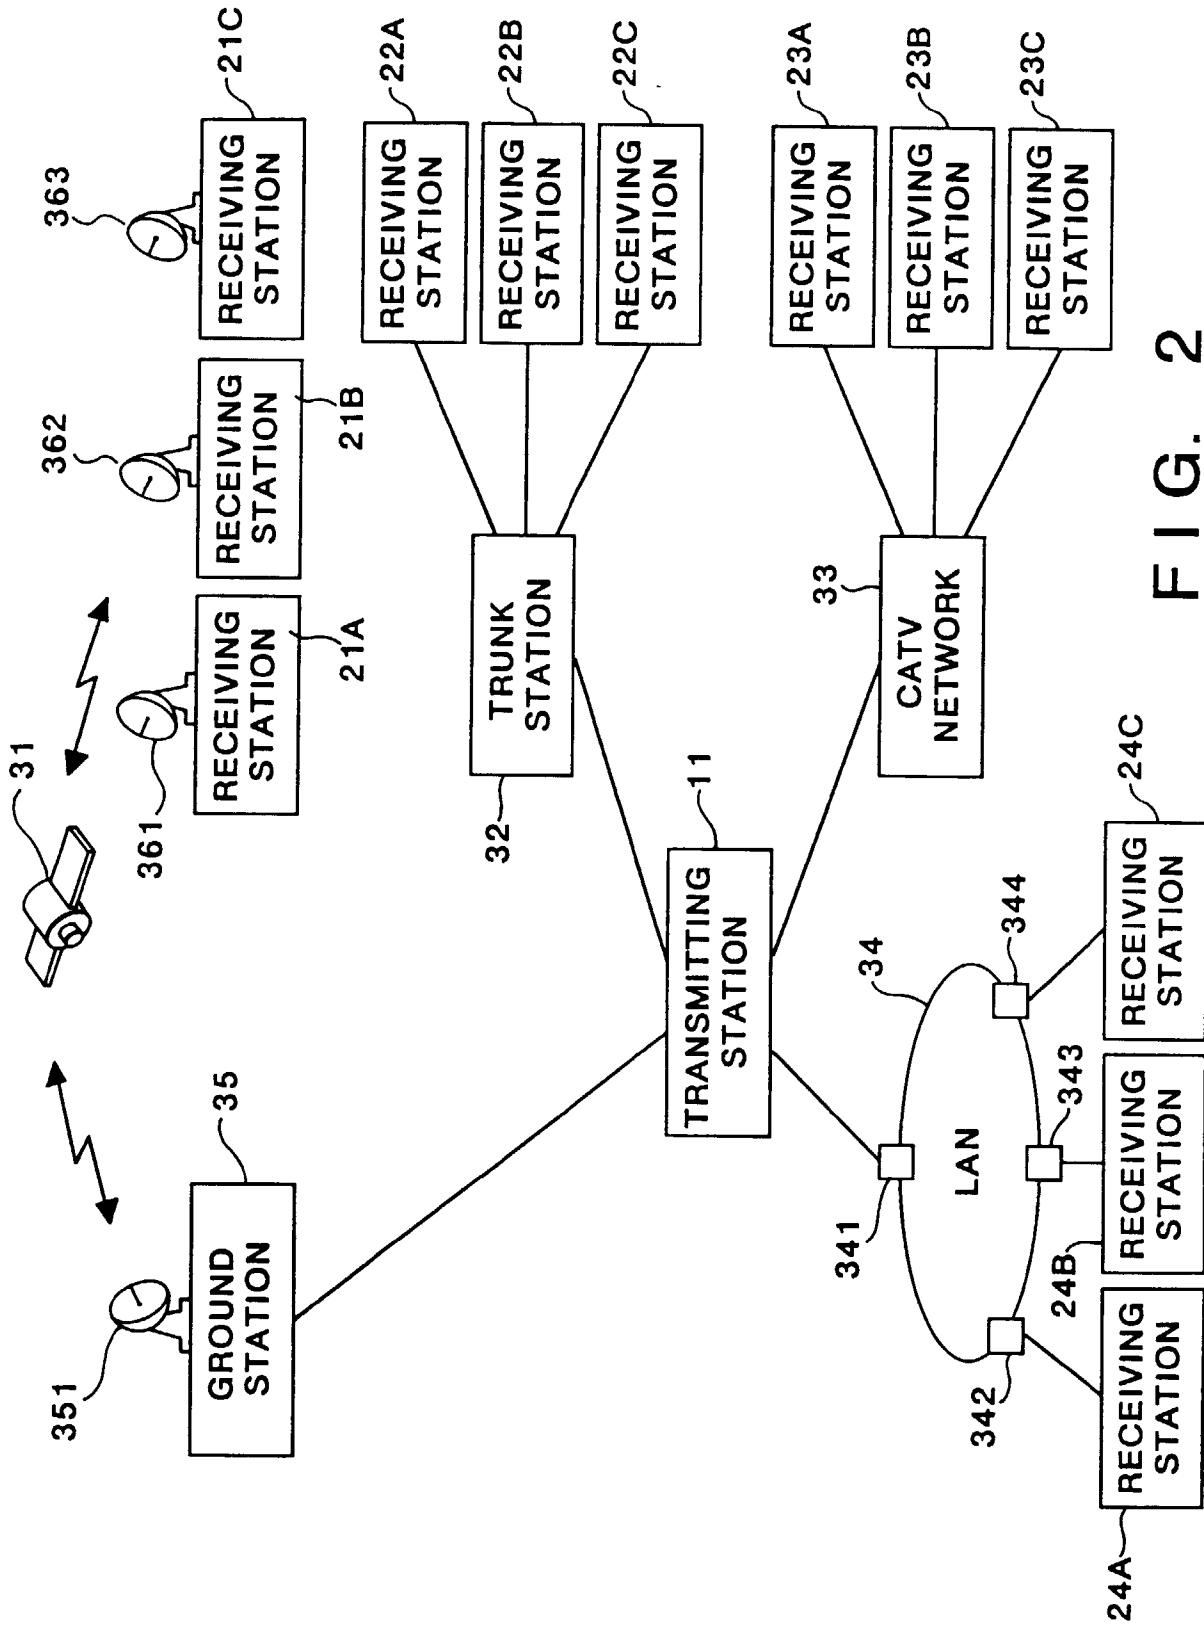 31
351
GROUND
STATION
35
361
362
363
RECEIVING
STATION
21A
RECEIVING
STATION
21B
RECEIVING
STATION
21C
TRUNK
STATION
32
RECEIVING
STATION
22A
RECEIVING
STATION
22B
RECEIVING
STATION
22C
TRANSMITTING
STATION
11
CATV
NETWORK
33
RECEIVING
STATION
23A
RECEIVING
STATION
23B
RECEIVING
STATION
23C
341
34
LAN
342
343
344
RECEIVING
STATION
24A
RECEIVING
STATION
24B
RECEIVING
STATION
24C
FIG. 2